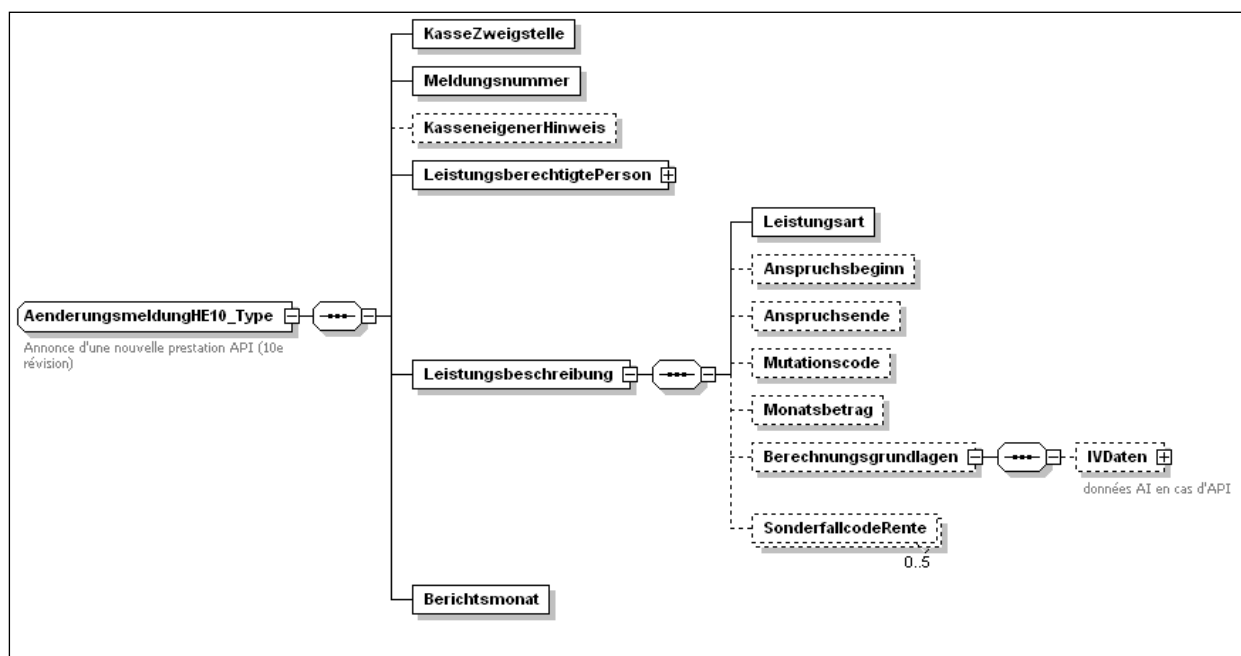 KasseZweigstelle
Meldungsnummer
KasseneigenerHinweis
LeistungsberechtigtePerson
Leistungsart
Anspruchsbeginn
AenderungsmeldungHE10_Type
Annonce d'une nouvelle prestation API (10e
révision)
Anspruchsende
Mutationscode
Leistungsbeschreibung
Monatsbetrag
Berechnungsgrundlagen
IVDaten
données AI en cas d'API
SonderfallcodeRente
0..5
Berichtsmonat